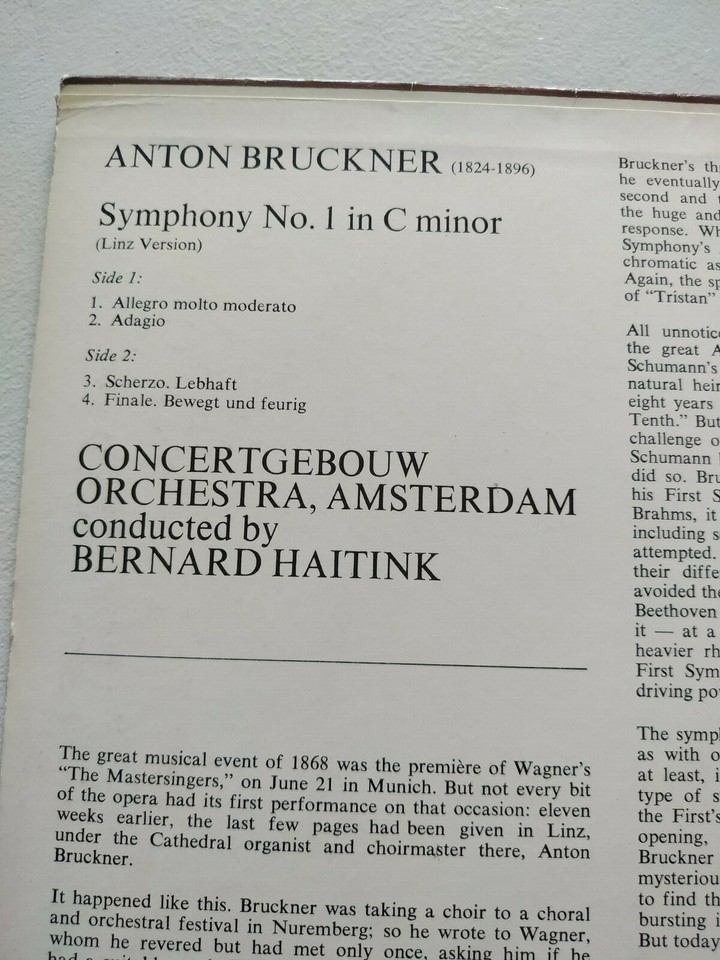 ANTON BRUCKNER (1824-1896)
Symphony No. 1 in C minor
(Linz Version)
Side 1:
1. Allegro molto moderato
2. Adagio
Side 2:
3. Scherzo. Lebhaft
4. Finale. Bewegt und feurig
CONCERTGEBOUW
ORCHESTRA, AMSTERDAM
conducted by
BERNARD HAITINK
The great musical event of 1868 was the première of Wagner's
“The Mastersingers,” on June 21 in Munich. But not every bit
of the opera had its first performance on that occasion: eleven
weeks earlier, the last few pages had been given in Linz,
under the Cathedral organist and choirmaster there, Anton
Bruckner.
It happened like this. Bruckner was taking a choir to a choral
and orchestral festival in Nuremberg; so he wrote to Wagner,
whom he revered but had met only once, asking him if he
Bruckner's
he eventually
second and
the huge and
response.
Symphony's
chromatic as
Again, the
of “Tristan”
All unnoticed
the great
Schumann's
natural heir
eight years
Tenth.” But
challenge
Schumann
did so.
his First
Brahms, it
including
attempted.
their
avoided
Beethoven
it — at a
heavier
First
driving
The
as with
at least,
type of
the First's
opening,
Bruckner
to find
bursting
But today